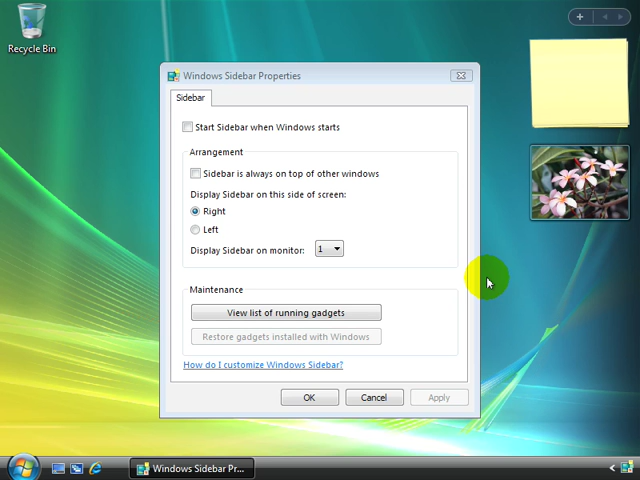 Recycle Bin
Windows Sidebar Properties
Sidebar
Start Sidebar when Windows starts
Arrangement
Sidebar is always on top of other windows
Display Sidebar on this side of screen:
Right
Left
Display Sidebar on monitor: 1
Maintenance
View list of running gadgets
Restore gadgets installed with Windows
How do I customize Windows Sidebar?
OK Cancel Apply
Windows Sidebar Pr...